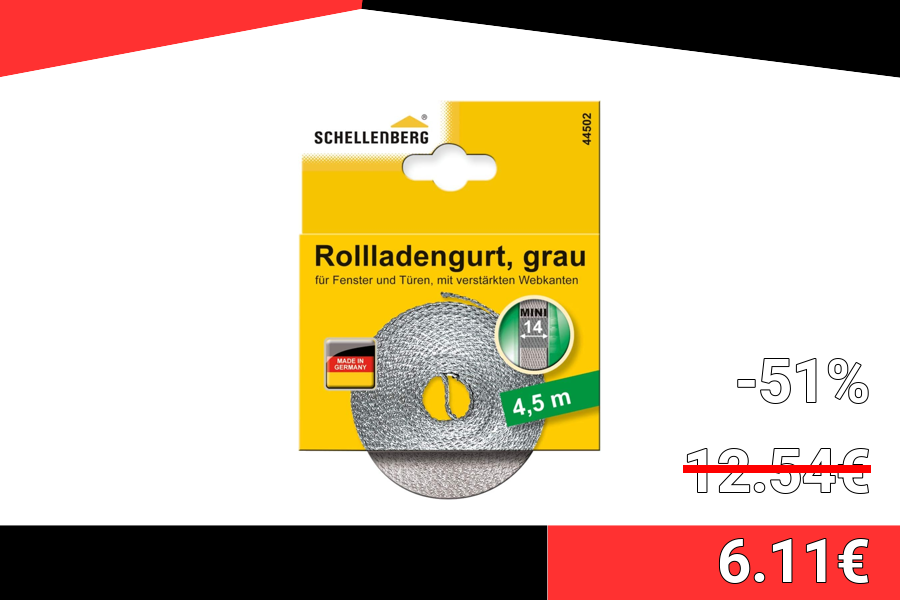 SCHELLENBERG®
44502
Rollladengurt, grau
für Fenster und Türen, mit verstärkten Webkanten
MINI
14
MADE IN
GERMANY
4,5 m
-51%
12.54€
6.11€